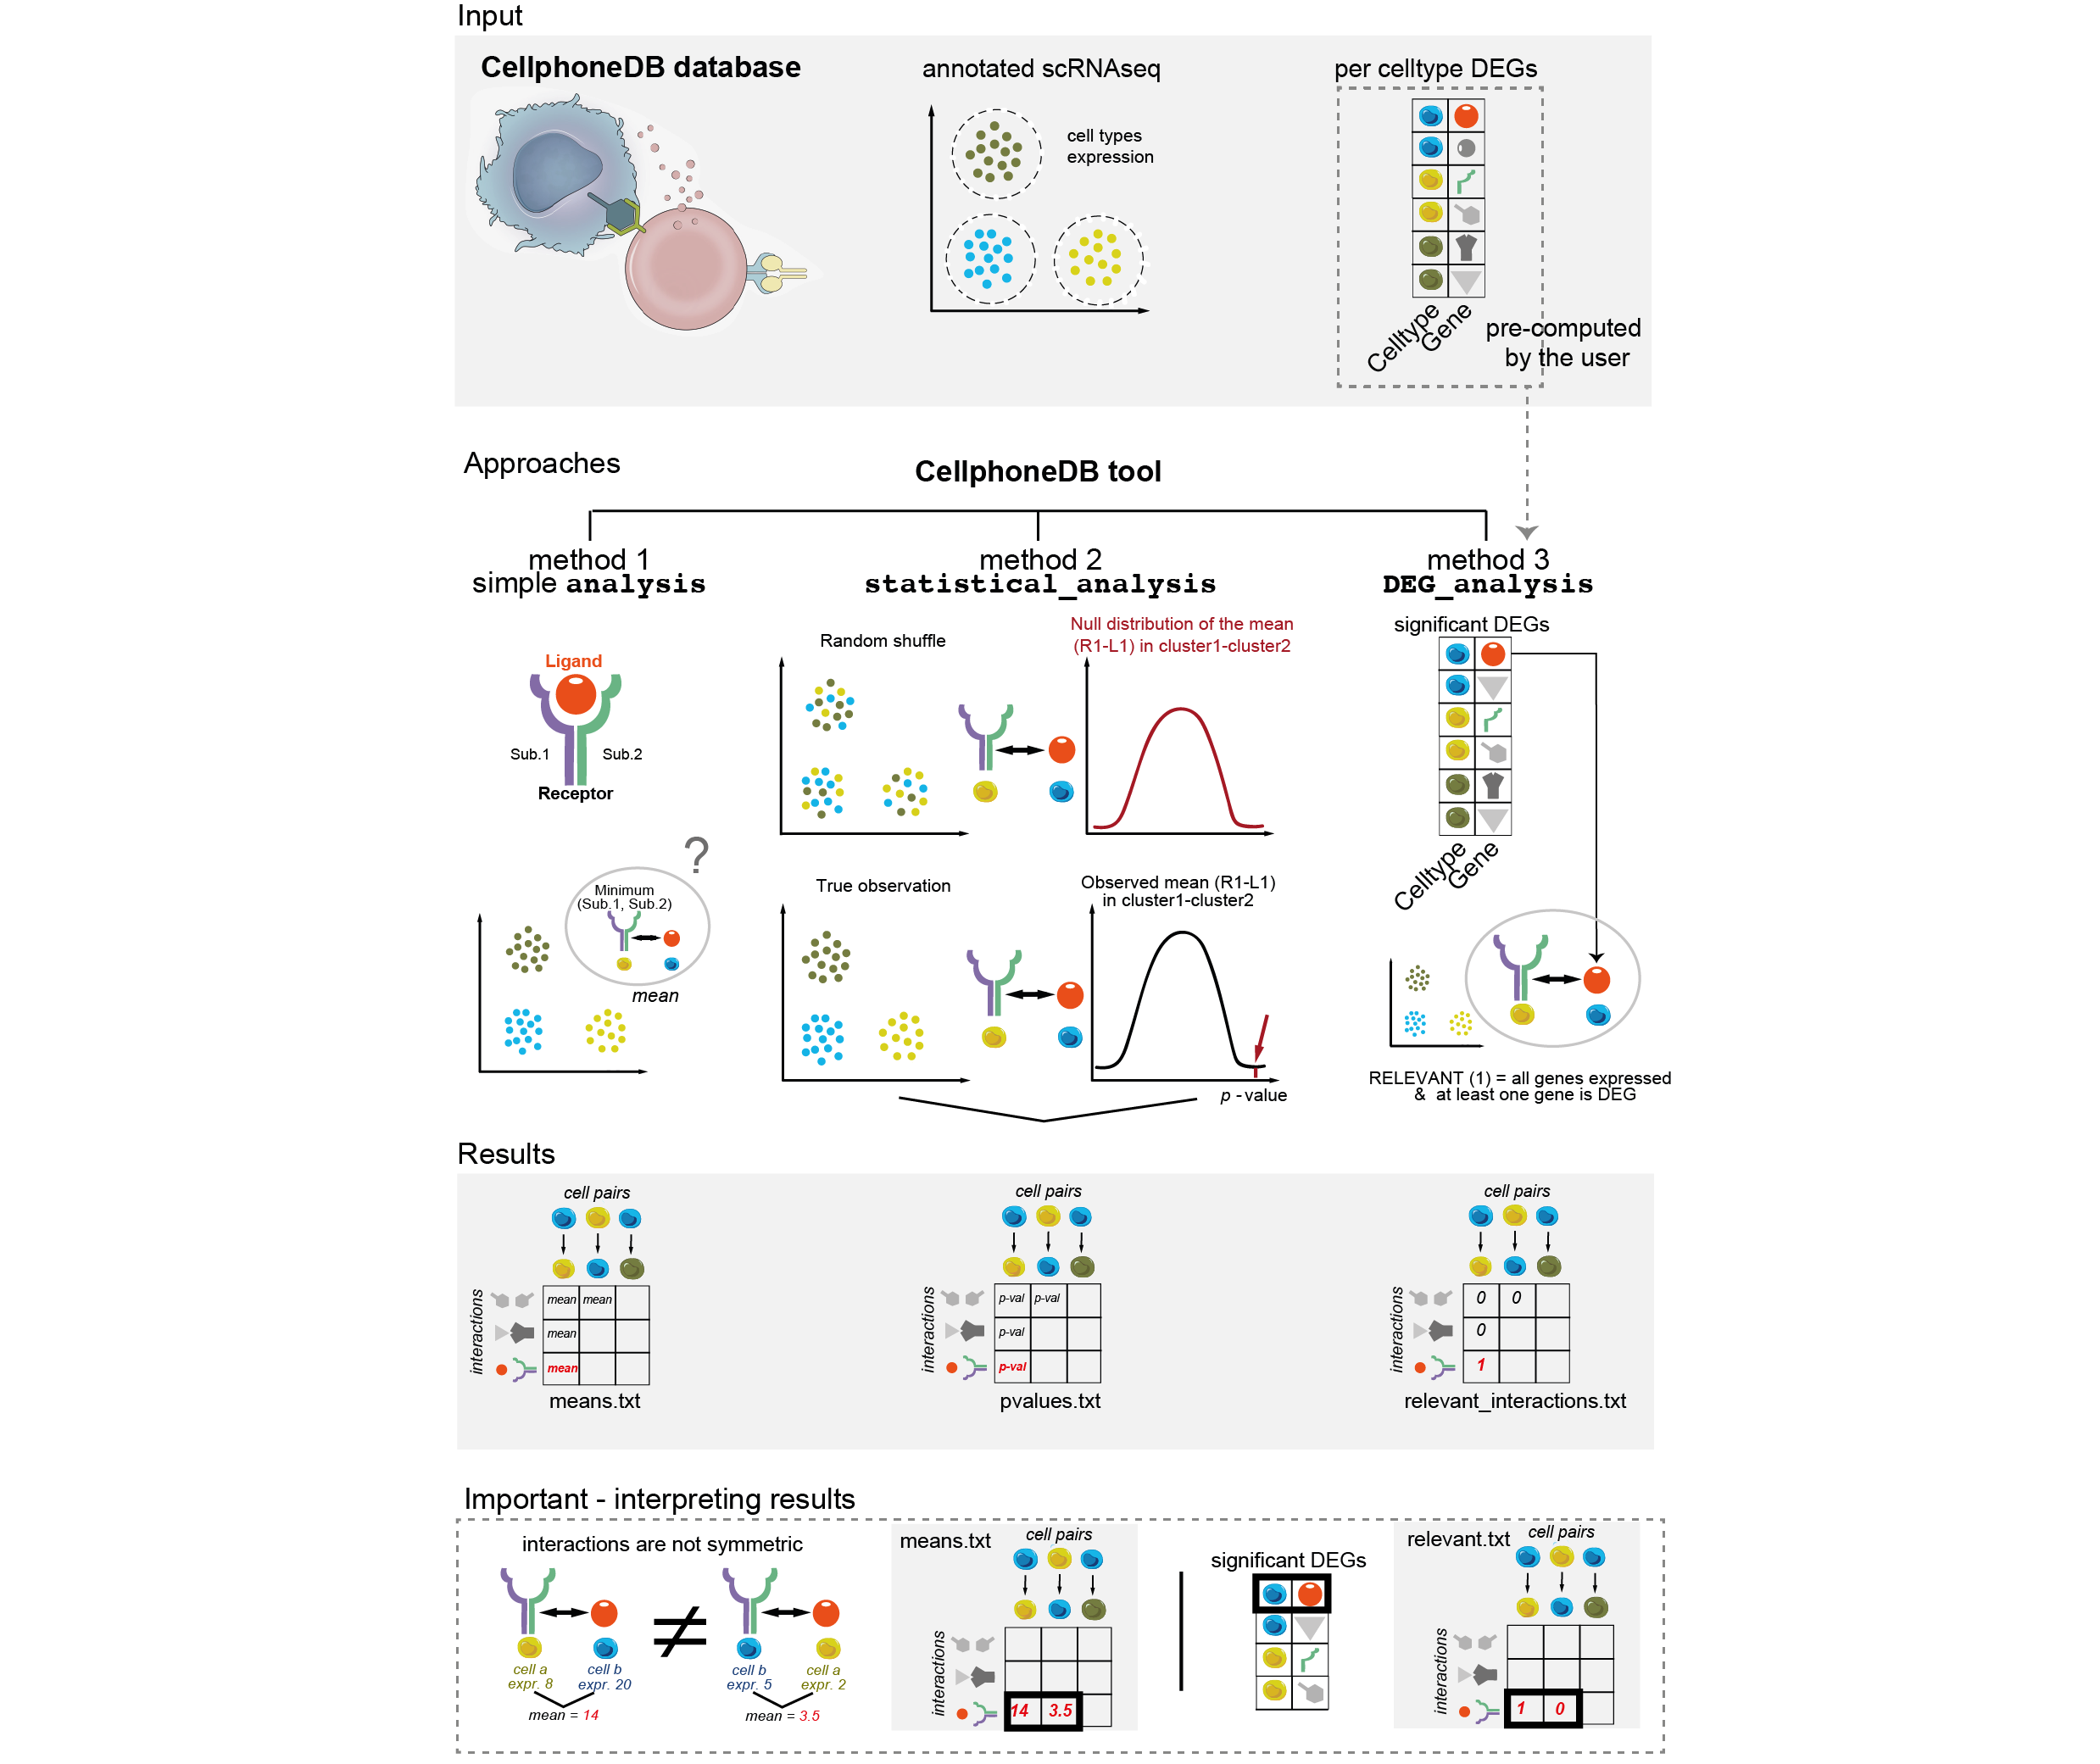 Input
CellphoneDB database
annotated scRNAseq
per celltype DEGs
cell types
expression
Celltype
Gene
pre-computed
by the user
Approaches
CellphoneDB tool
method 1
simple analysis
method 2
statistical_analysis
method 3
DEG_analysis
Ligand
Sub.1
Sub.2
Receptor
?
Minimum
(Sub.1, Sub.2)
mean
Random shuffle
Null distribution of the mean
(R1-L1) in cluster1-cluster2
True observation
Observed mean (R1-L1)
in cluster1-cluster2
p - value
significant DEGs
Celltype
Gene
RELEVANT (1) = all genes expressed
& at least one gene is DEG
Results
cell pairs
interactions
mean mean
mean
mean
means.txt
cell pairs
interactions
p-val p-val
p-val
p-val
pvalues.txt
cell pairs
interactions
0 0
0
1
relevant_interactions.txt
Important - interpreting results
interactions are not symmetric
cell a
expr. 8
cell b
expr. 20
mean = 14
≠
cell b
expr. 5
cell a
expr. 2
mean = 3.5
means.txt
cell pairs
interactions
14 3.5
significant DEGs
relevant.txt
cell pairs
interactions
1 0